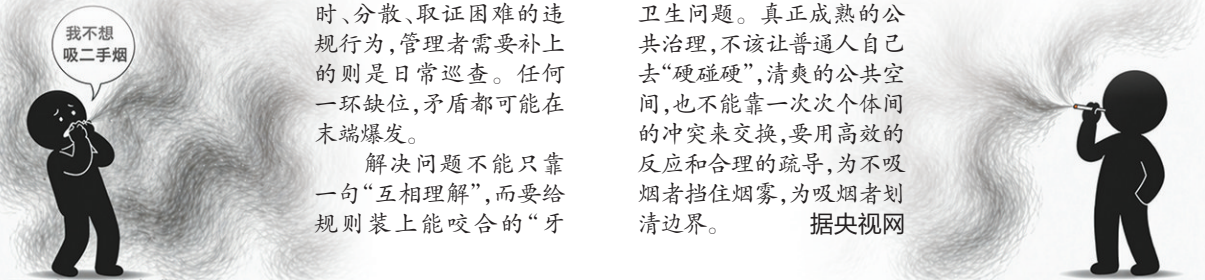 我不想
吸二手烟
时、分散、取证困难的违
规行为,管理者需要补上
的则是日常巡查。任何
一环缺位,矛盾都可能在
末端爆发。
解决问题不能只靠
一句“互相理解”,而要给
规则装上能咬合的“牙
卫生问题。真正成熟的公
共治理,不该让普通人自己
去“硬碰硬”,清爽的公共空
间,也不能靠一次次个体间
的冲突来交换,要用高效的
反应和合理的疏导,为不吸
烟者挡住烟雾,为吸烟者划
清边界。 据央视网